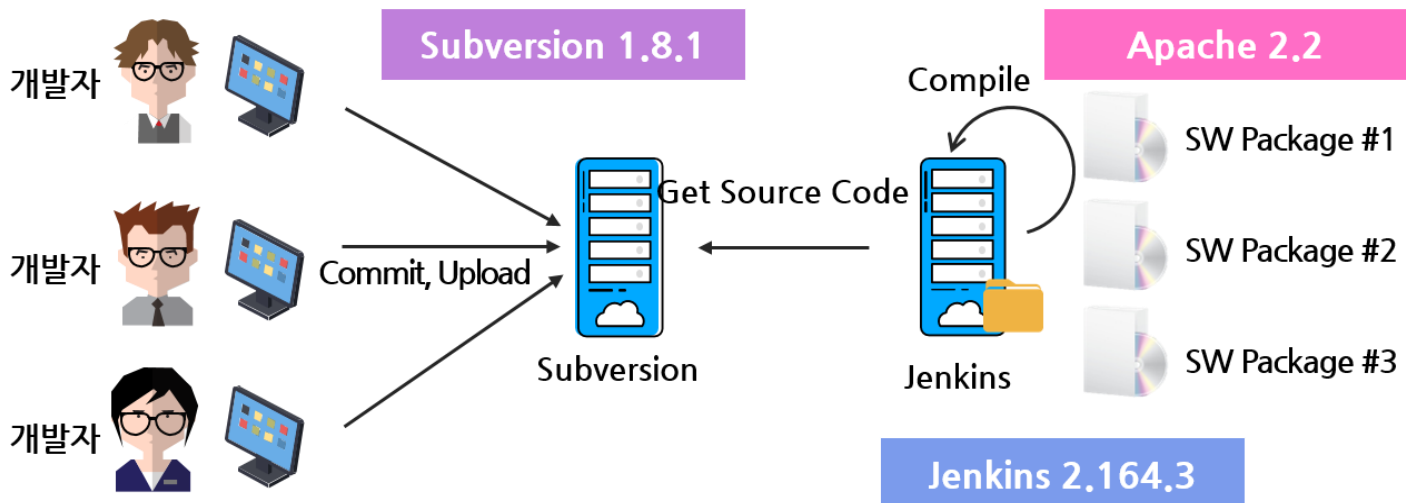 Subversion 1.8.1
Apache 2.2
개발자
Compile
SW Package #1
Get Source Code
개발자
Commit, Upload
SW Package #2
Subversion
Jenkins
SW Package #3
개발자
Jenkins 2.164.3